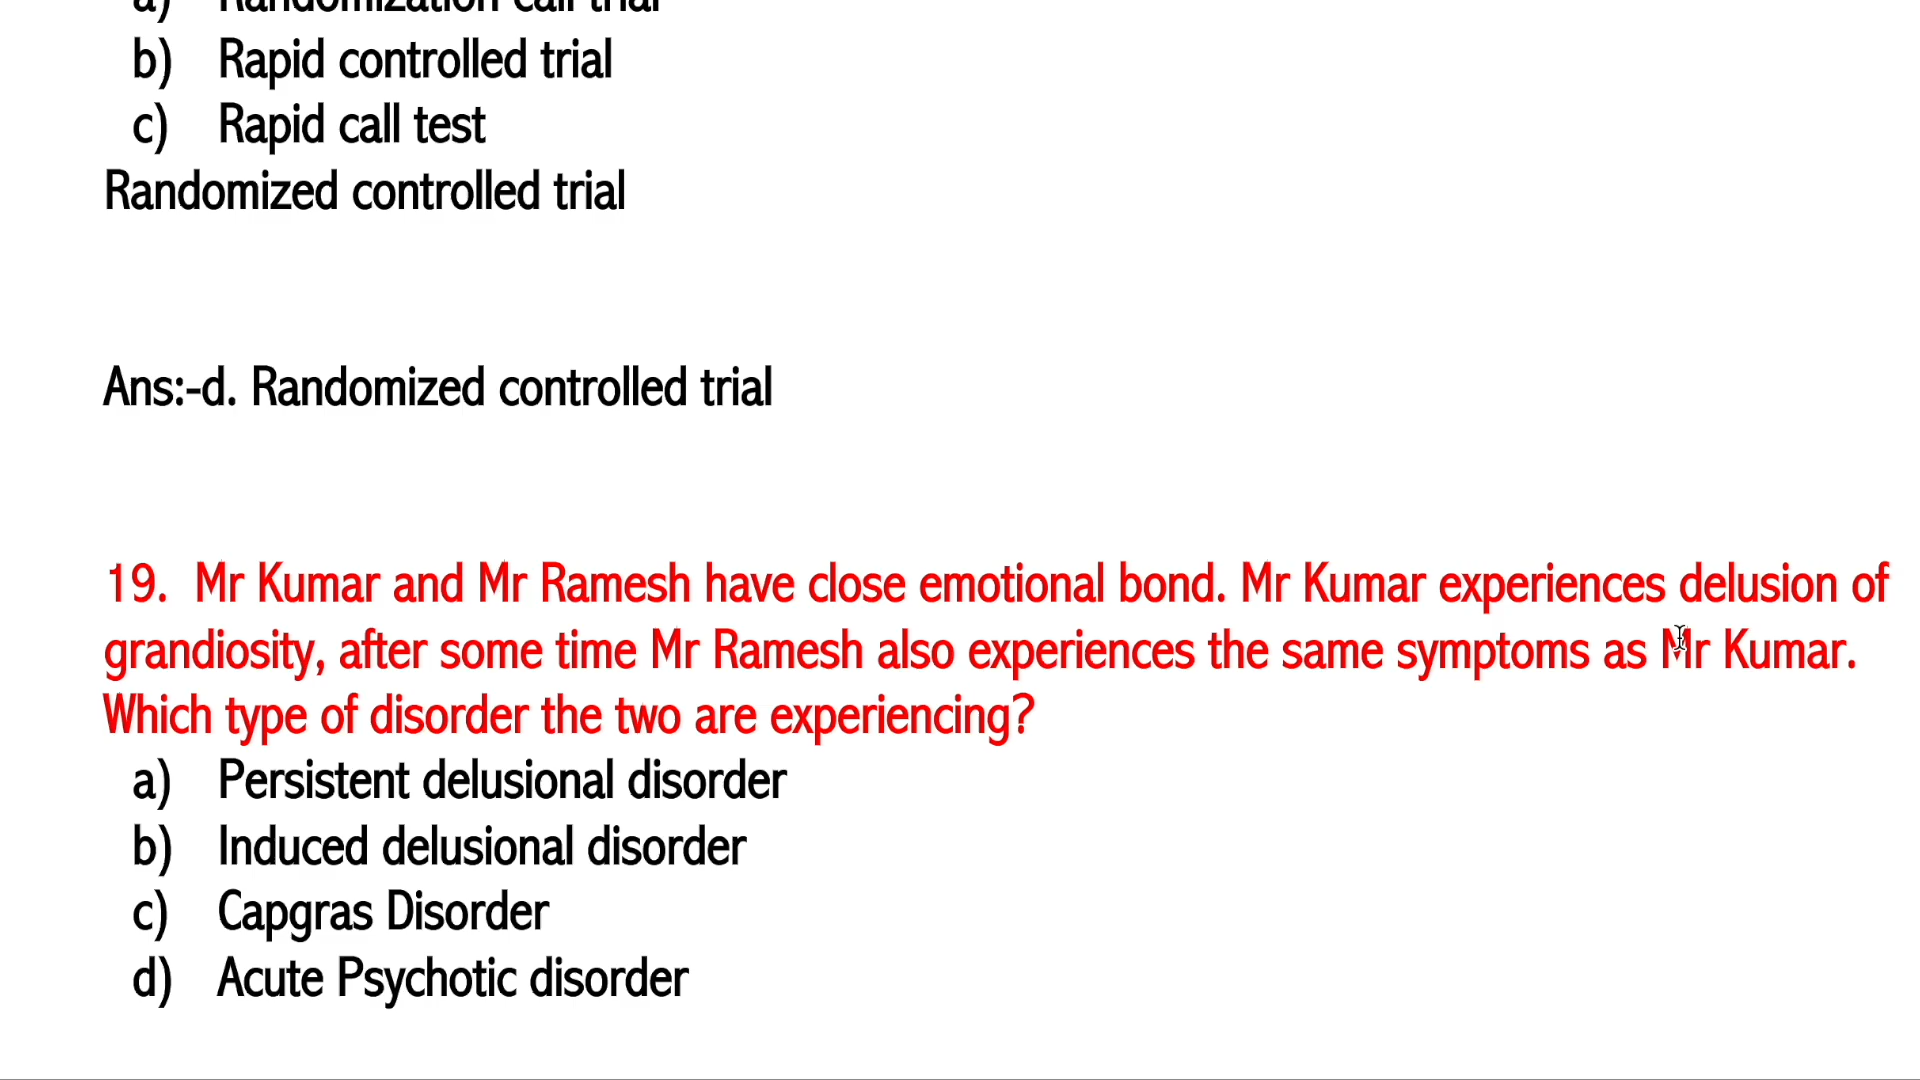 a) Randomization call trial
b) Rapid controlled trial
c) Rapid call test
Randomized controlled trial
Ans:-d. Randomized controlled trial
19. Mr Kumar and Mr Ramesh have close emotional bond. Mr Kumar experiences delusion of
grandiosity, after some time Mr Ramesh also experiences the same symptoms as Mr Kumar.
Which type of disorder the two are experiencing?
a) Persistent delusional disorder
b) Induced delusional disorder
c) Capgras Disorder
d) Acute Psychotic disorder